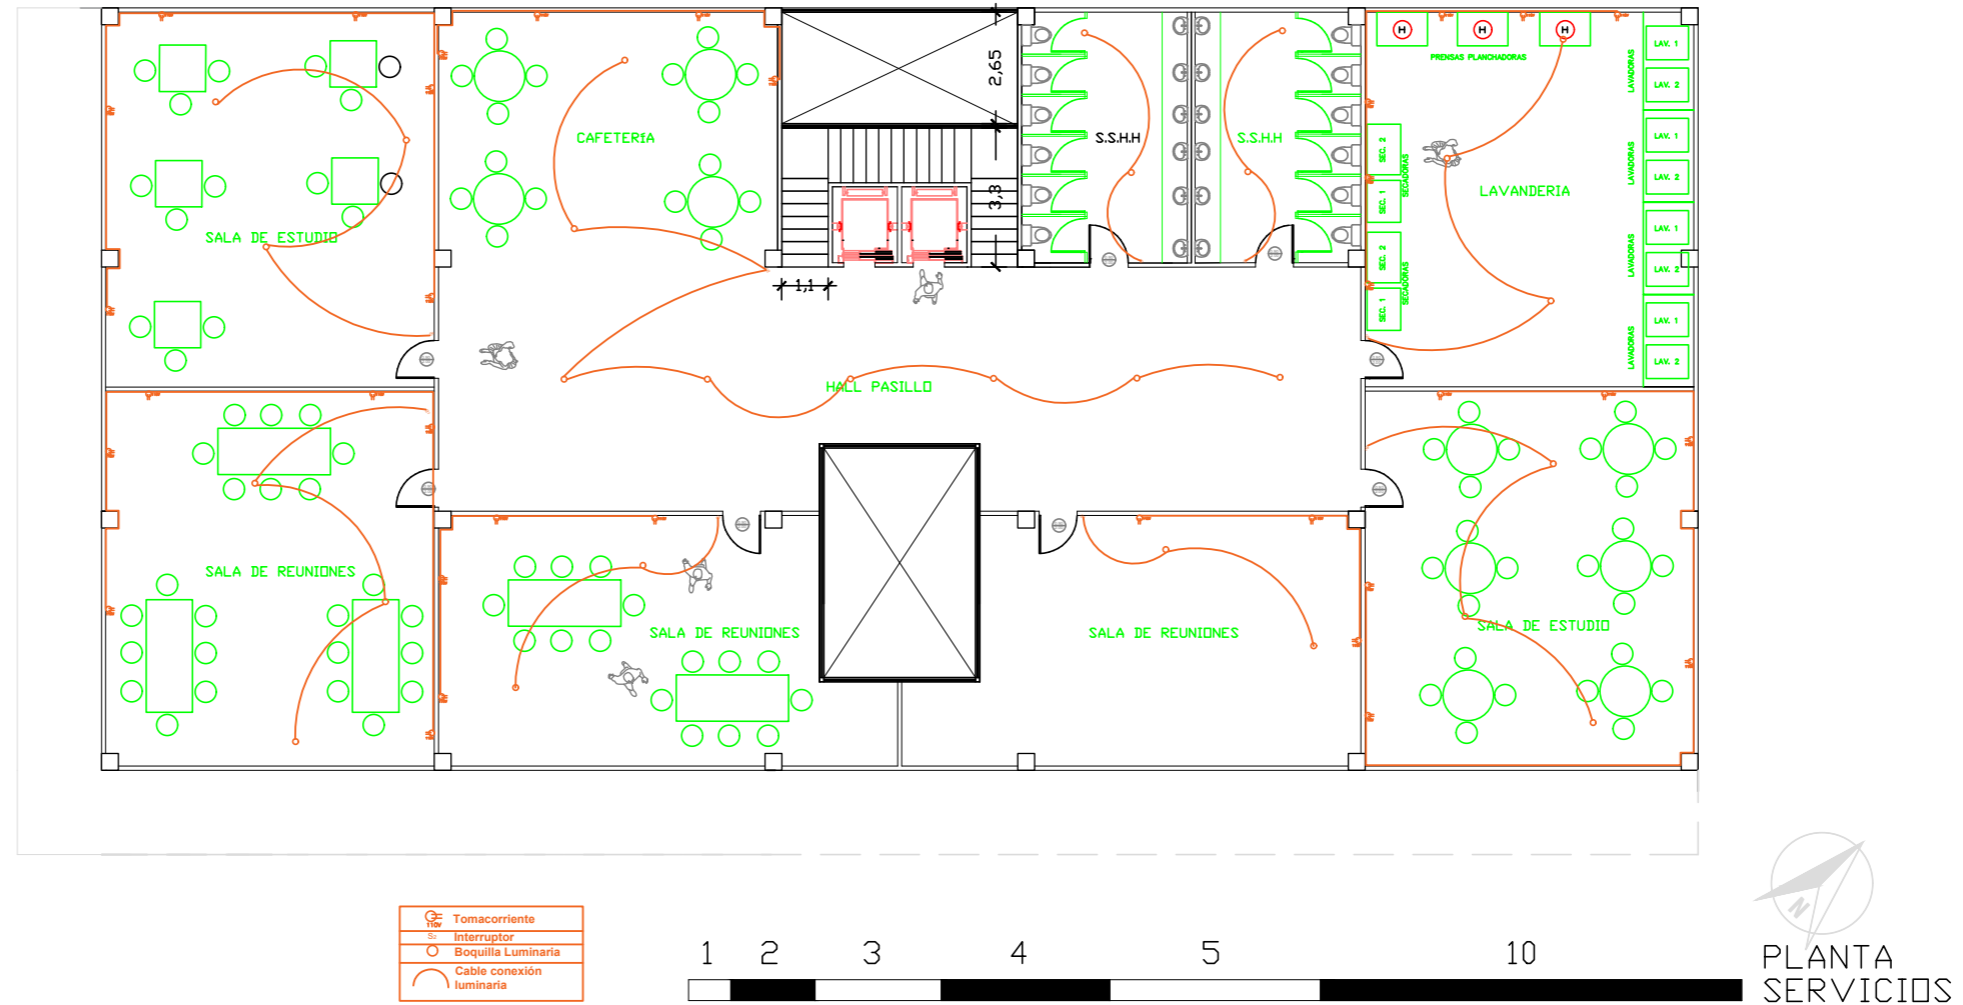 H
H
H
PRENSAS PLANCHADORAS
LAV. 1
LAV. 2
LAVADORAS
LAV. 1
LAV. 2
LAVADORAS
LAV. 1
LAV. 2
LAVADORAS
LAV. 1
LAV. 2
LAVADORAS
2,65
CAFETERIA
S.S.H.H
S.S.H.H
SEC. 2
SEC. 1
SECADORAS
SEC. 2
SEC. 1
SECADORAS
LAVANDERIA
3,3
SALA DE ESTUDIO
1,1
HALL PASILLO
SALA DE REUNIONES
SALA DE REUNIONES
SALA DE REUNIONES
SALA DE ESTUDIO
110V
Tomacorriente
S₂
Interruptor
Boquilla Luminaria
Cable conexión
luminaria
1 2 3 4 5 10
N
PLANTA
SERVICIOS